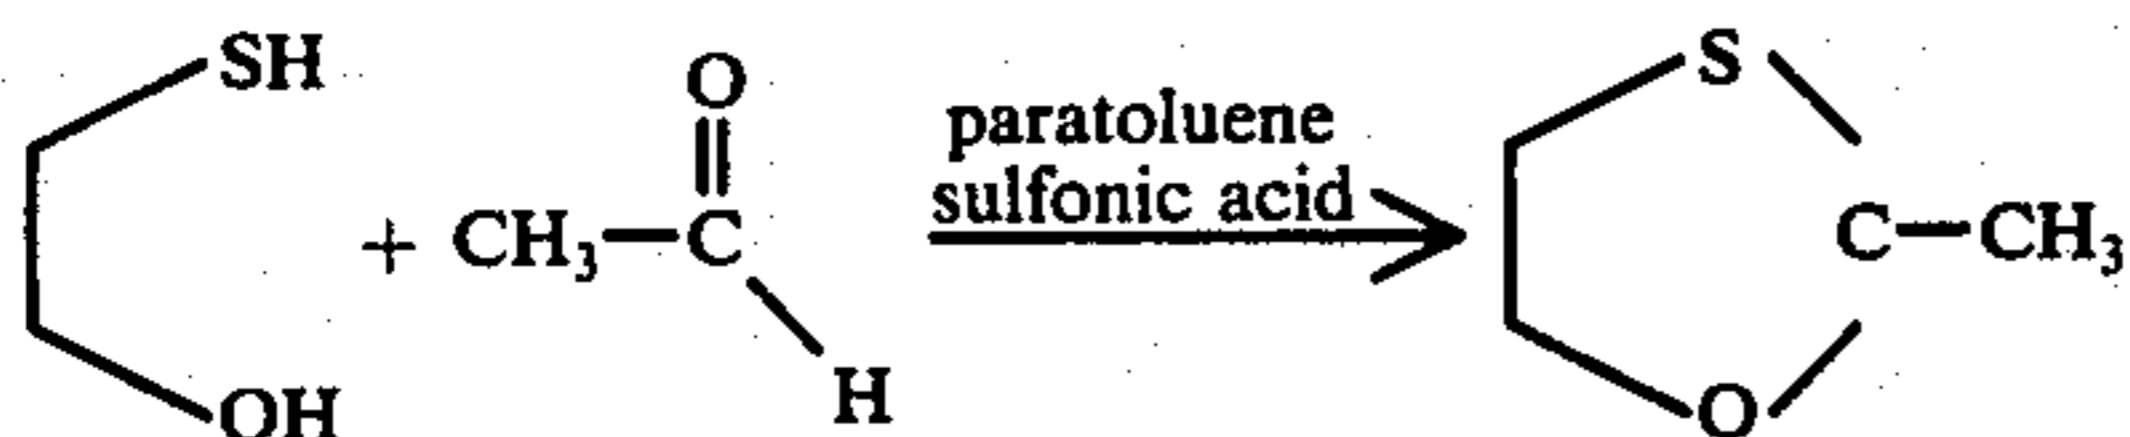 SH
O
paratoluene
S
sulfonic acid
+ CH₃—C
C—CH₃
H
OH
O